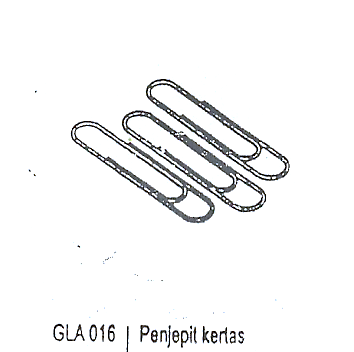 GLA 016 | Penjepit kertas